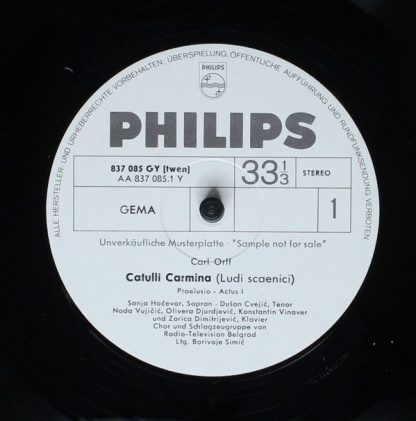 ALLE HERSTELLER- UND URHEBERRECHTE VORBEHALTEN. ÜBERSPIELUNG, ÖFFENTLICHE AUFFÜHRUNG UND RUNDFUNKSENDUNG VERBOTEN
PHILIPS
PHILIPS
837 085 GY [twen]
AA 837 085.1 Y
33 1/3
STEREO
GEMA
1
Unverkäufliche Musterplatte · "Sample not for sale"
Carl Orff
Catulli Carmina (Ludi scaenici)
Praelusio - Actus I
Sonja Hočevar, Sopran - Dušan Cvejić, Tenor
Nada Vujičić, Olivera Djurdjević, Konstantin Vinaver
und Zorica Dimitrijević, Klavier
Chor und Schlagzeugruppe von
Radio-Television Belgrad
Ltg. Borivoje Simić